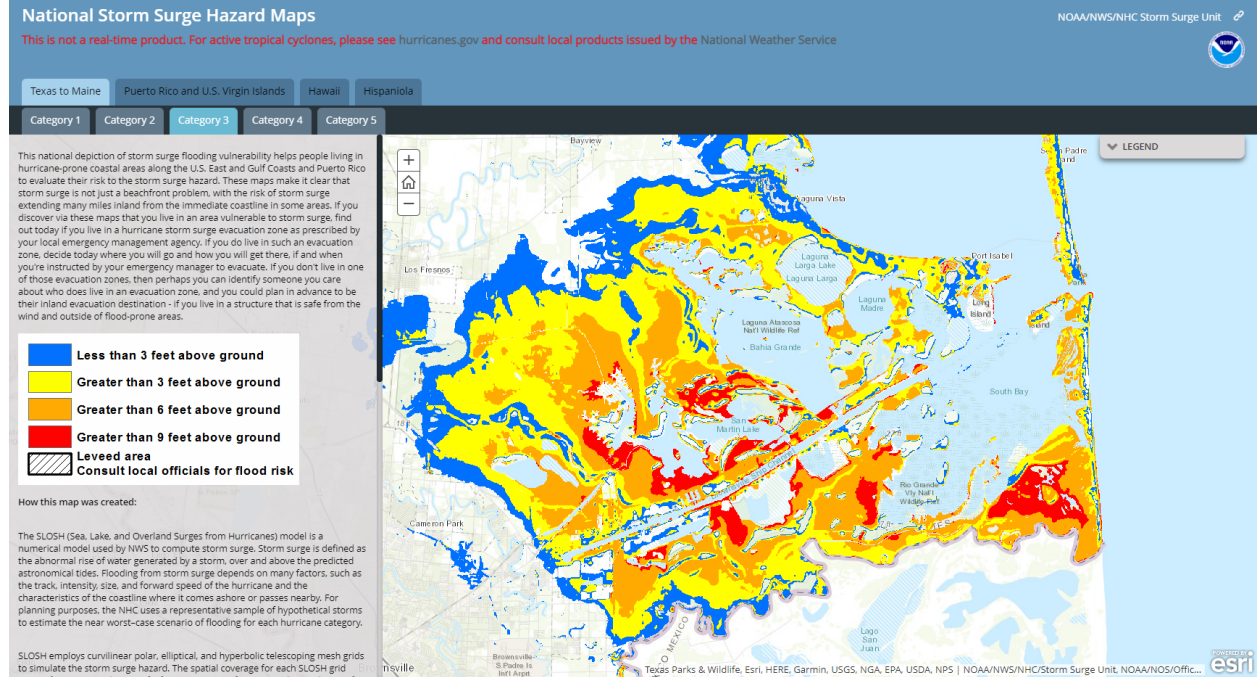 National Storm Surge Hazard Maps
NOAA/NWS/NHC Storm Surge Unit
This is not a real-time product. For active tropical cyclones, please see hurricanes.gov and consult local products issued by the National Weather Service
NOAA
Texas to Maine
Puerto Rico and U.S. Virgin Islands
Hawaii
Hispaniola
Category 1
Category 2
Category 3
Category 4
Category 5
This national depiction of storm surge flooding vulnerability helps people living in
hurricane-prone coastal areas along the U.S. East and Gulf Coasts and Puerto Rico
to evaluate their risk to the storm surge hazard. These maps make it clear that
storm surge is not just a beachfront problem, with the risk of storm surge
extending many miles inland from the immediate coastline in some areas. If you
discover via these maps that you live in an area vulnerable to storm surge, find
out today if you live in a hurricane storm surge evacuation zone as prescribed by
your local emergency management agency. If you do live in such an evacuation
zone, decide today where you will go and how you will get there, if and when
you're instructed by your emergency manager to evacuate. If you don't live in one
of those evacuation zones, then perhaps you can identify someone you care
about who does live in an evacuation zone, and you could plan in advance to be
their inland evacuation destination - if you live in a structure that is safe from the
wind and outside of flood-prone areas.
Less than 3 feet above ground
Greater than 3 feet above ground
Greater than 6 feet above ground
Greater than 9 feet above ground
Leveed area
Consult local officials for flood risk
How this map was created:
The SLOSH (Sea, Lake, and Overland Surges from Hurricanes) model is a
numerical model used by NWS to compute storm surge. Storm surge is defined as
the abnormal rise of water generated by a storm, over and above the predicted
astronomical tides. Flooding from storm surge depends on many factors, such as
the track, intensity, size, and forward speed of the hurricane and the
characteristics of the coastline where it comes ashore or passes nearby. For
planning purposes, the NHC uses a representative sample of hypothetical storms
to estimate the near worst–case scenario of flooding for each hurricane category.
SLOSH employs curvilinear polar, elliptical, and hyperbolic telescoping mesh grids
to simulate the storm surge hazard. The spatial coverage for each SLOSH grid
LEGEND
Bayview
Padre
Laguna Vista
Los Fresnos
Laguna
Larga Lake
Laguna Larga
Port Isabel
Laguna
Madre
Long
Island
Island
Laguna Atascosa
Nat'l Wildlife Ref
Bahia Grande
South Bay
San
Martin Lake
Rio Grande
Vly Nat'l
Wildlife Ref
Cameron Park
Lago
San
Juan
MEXICO
Brownsville
S Padre Is
Int'l Arprt
Texas Parks & Wildlife, Esri, HERE, Garmin, USGS, NGA, EPA, USDA, NPS | NOAA/NWS/NHC/Storm Surge Unit, NOAA/NOS/Offic...
POWERED BY
esri